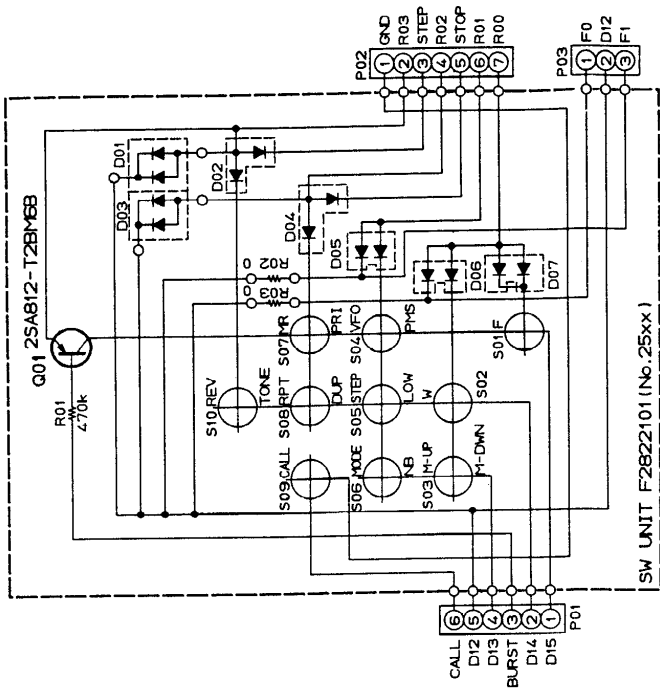 P02
GND
R03
STEP
R02
STOP
R01
R00
1
2
3
4
5
6
7
P03
F0
D12
F1
1
2
3
Q01 2SA812-T2BM6B
R01
470k
D01
D03
D02
D04
D05
D06
D07
R02 0
R03 0
S10 REV
TONE
S07 MR
PRI
S08 RPT
DUP
S09 CALL
S04 VFO
PMS
S05 STEP
LOW
S06 MODE
NB
S01 F
W
S02
S03 M-UP
M-DWN
CALL
D12
D13
BURST
D14
D15
6
5
4
3
2
1
P01
SW UNIT F2822101 (No.25xx)